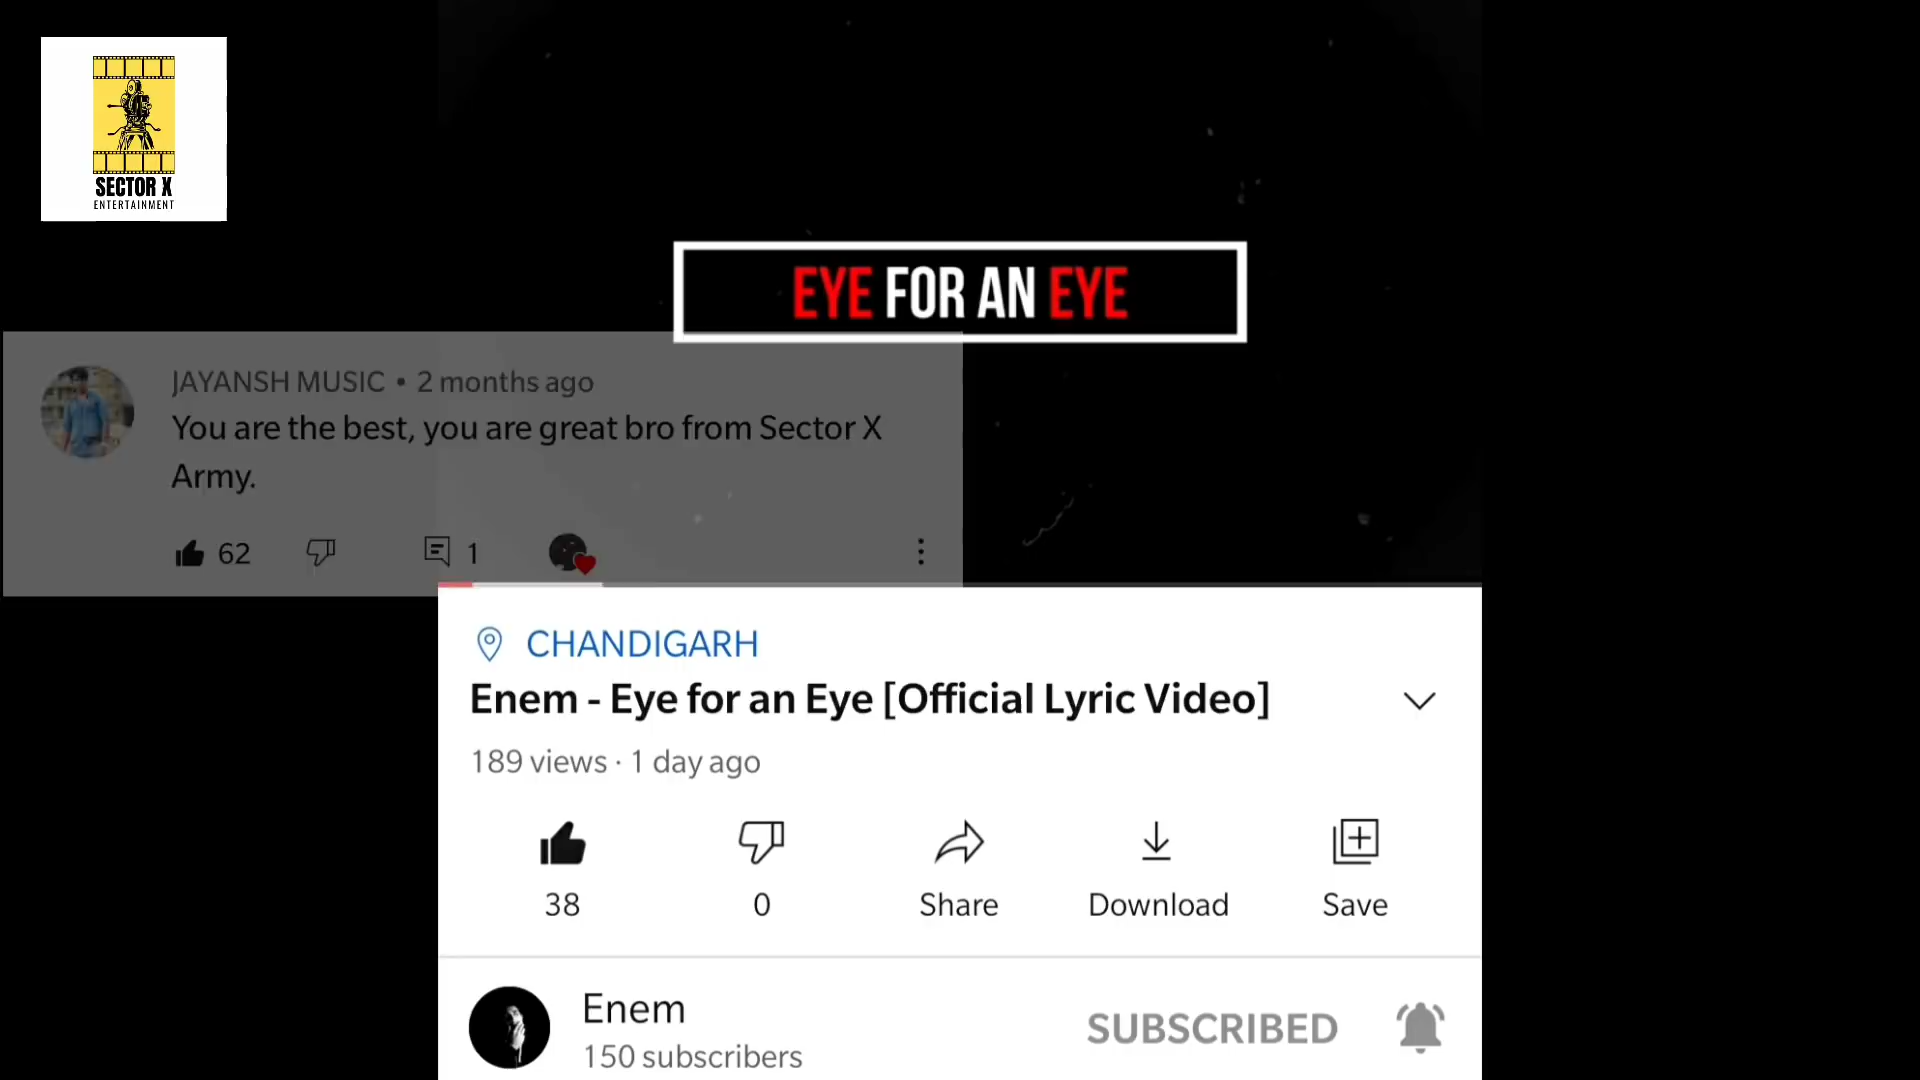 SECTOR X
ENTERTAINMENT
EYE FOR AN EYE
JAYANSH MUSIC • 2 months ago
You are the best, you are great bro from Sector X
Army.
62
1
CHANDIGARH
Enem - Eye for an Eye [Official Lyric Video]
189 views · 1 day ago
38
0
Share
Download
Save
Enem
SUBSCRIBED
150 subscribers